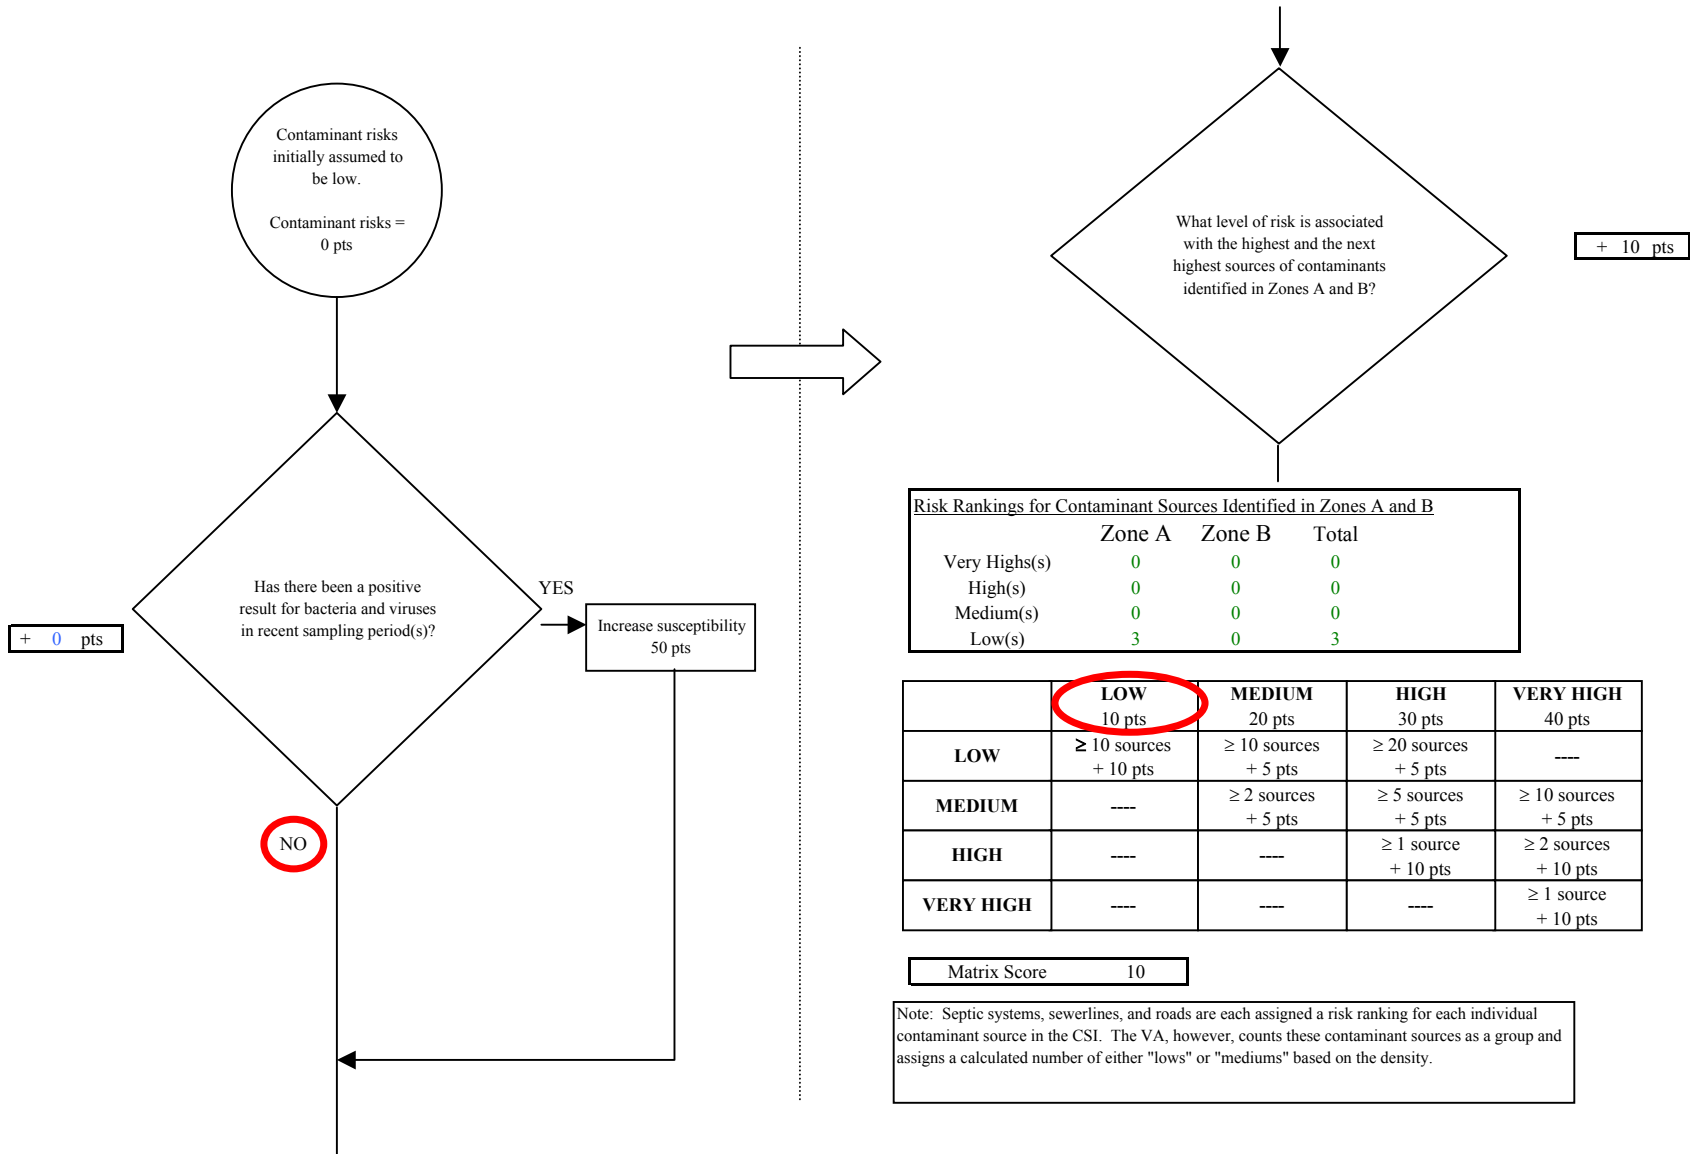 Contaminant risks
initially assumed to
be low.
Contaminant risks =
0 pts
Has there been a positive
result for bacteria and viruses
in recent sampling period(s)?
+ 0 pts
YES
Increase susceptibility
50 pts
NO
What level of risk is associated
with the highest and the next
highest sources of contaminants
identified in Zones A and B?
+ 10 pts
Risk Rankings for Contaminant Sources Identified in Zones A and B
Zone A Zone B Total
Very Highs(s) 0 0 0
High(s) 0 0 0
Medium(s) 0 0 0
Low(s) 3 0 3
LOW MEDIUM HIGH VERY HIGH
10 pts 20 pts 30 pts 40 pts
LOW ≥ 10 sources ≥ 10 sources ≥ 20 sources ----
+ 10 pts + 5 pts + 5 pts
MEDIUM ---- ≥ 2 sources ≥ 5 sources ≥ 10 sources
+ 5 pts + 5 pts + 5 pts
HIGH ---- ---- ≥ 1 source ≥ 2 sources
+ 10 pts + 10 pts
VERY HIGH ---- ---- ---- ≥ 1 source
+ 10 pts
Matrix Score 10
Note: Septic systems, sewerlines, and roads are each assigned a risk ranking for each individual
contaminant source in the CSI. The VA, however, counts these contaminant sources as a group and
assigns a calculated number of either "lows" or "mediums" based on the density.